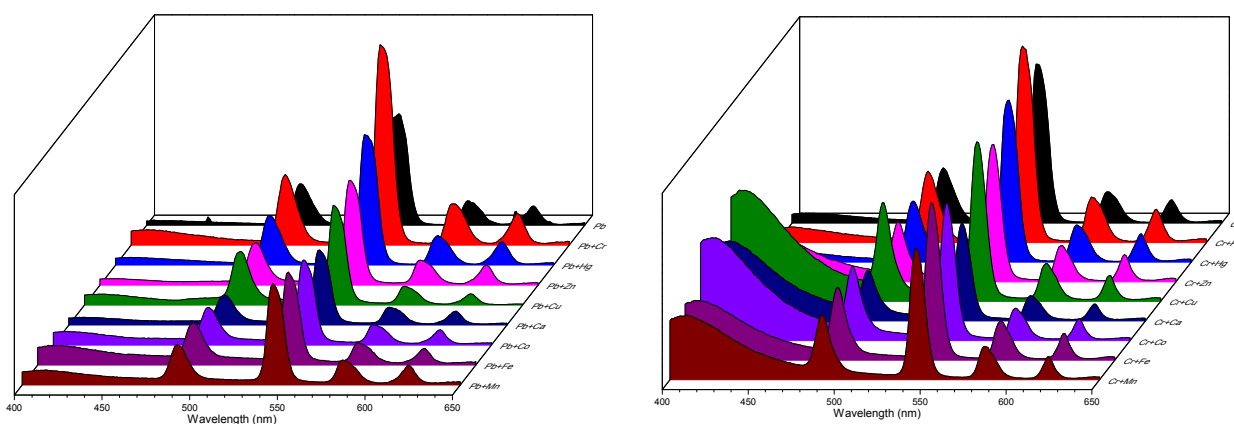 Pb
Pb+Cr
Pb+Hg
Pb+Zn
Pb+Cu
Pb+Ca
Pb+Co
Pb+Fe
Pb+Mn
400 450 500 550 600 650
Wavelength (nm)
Cr+Hg
Cr+Zn
Cr+Cu
Cr+Ca
Cr+Co
Cr+Fe
Cr+Mn
400 450 500 550 600 650
Wavelength (nm)